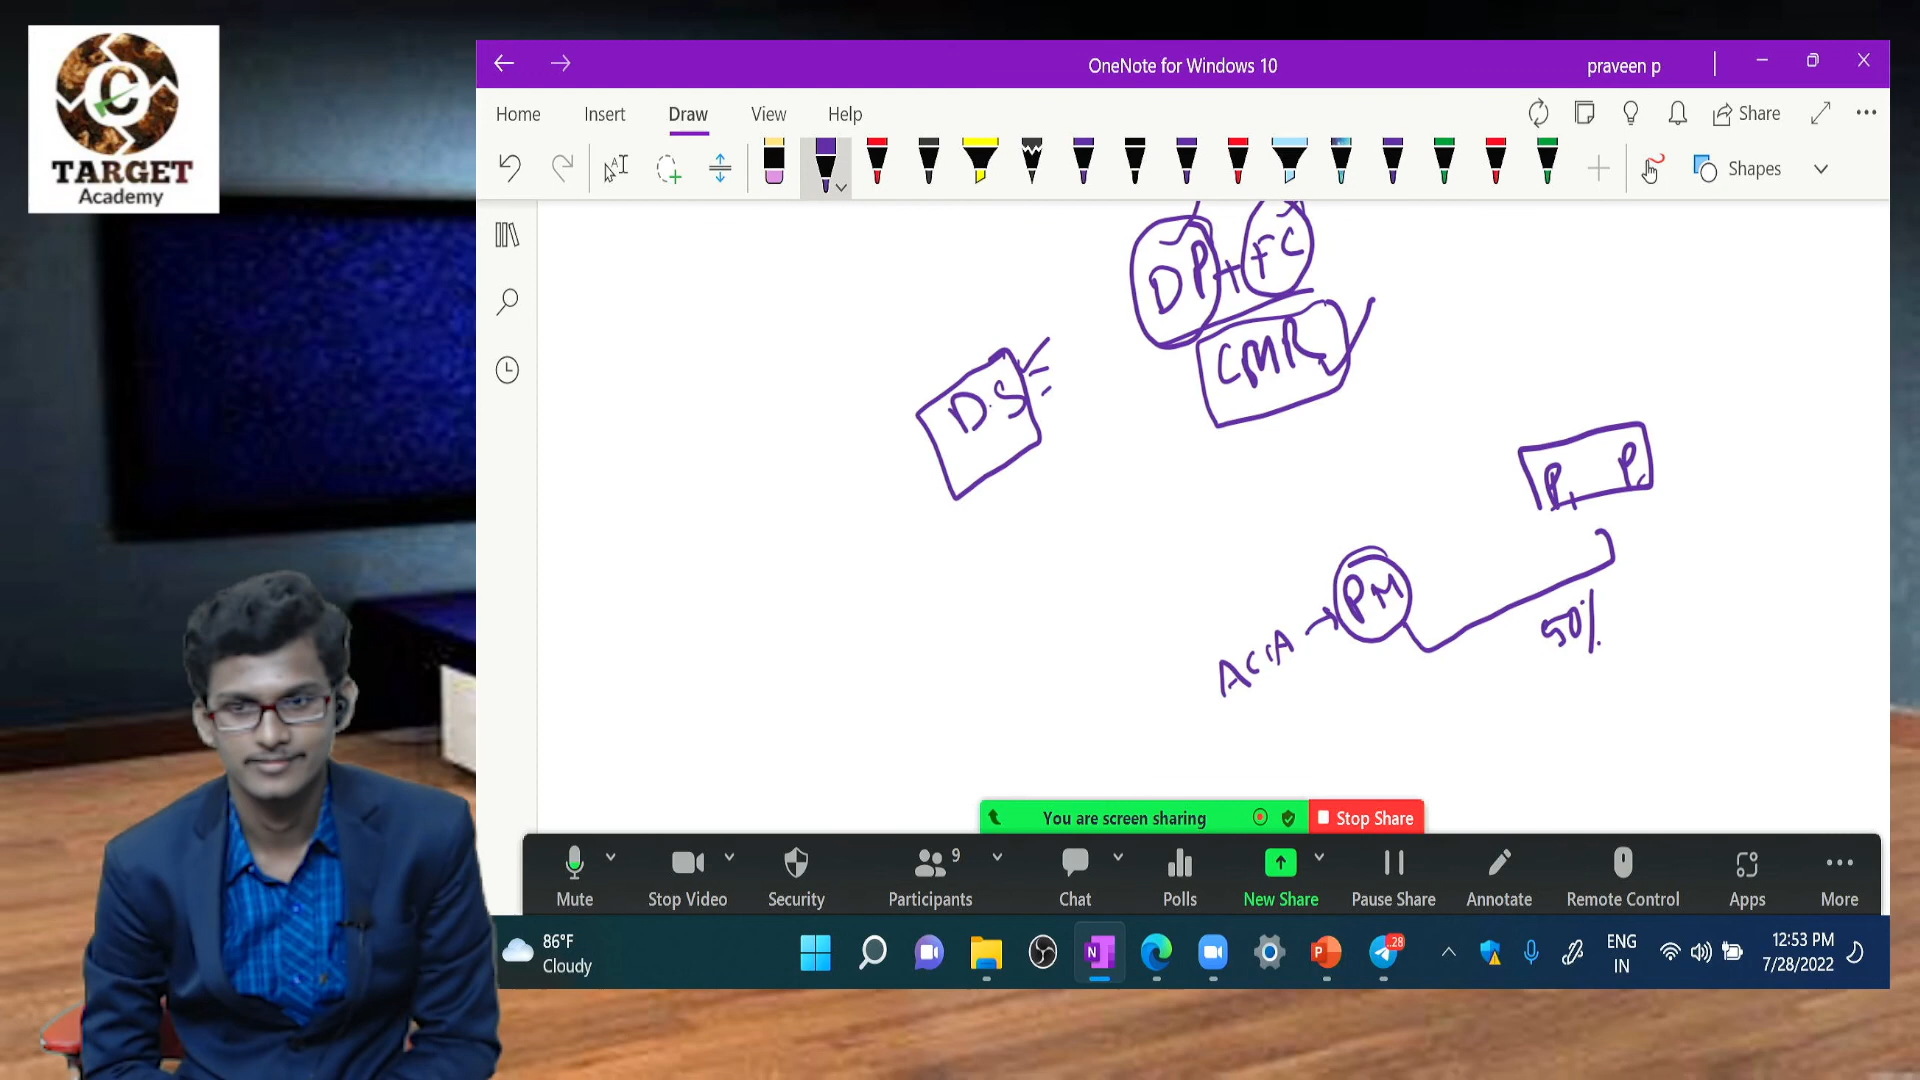 TARGET
Academy
OneNote for Windows 10
praveen p
Home Insert Draw View Help
Share
Shapes
DP + FC
CMR
D.S
P1 P
PM
50%
ACCA
You are screen sharing
Stop Share
9
Mute Stop Video Security Participants Chat Polls New Share Pause Share Annotate Remote Control Apps More
86°F
Cloudy
N
P
..28
ENG
IN
12:53 PM
7/28/2022